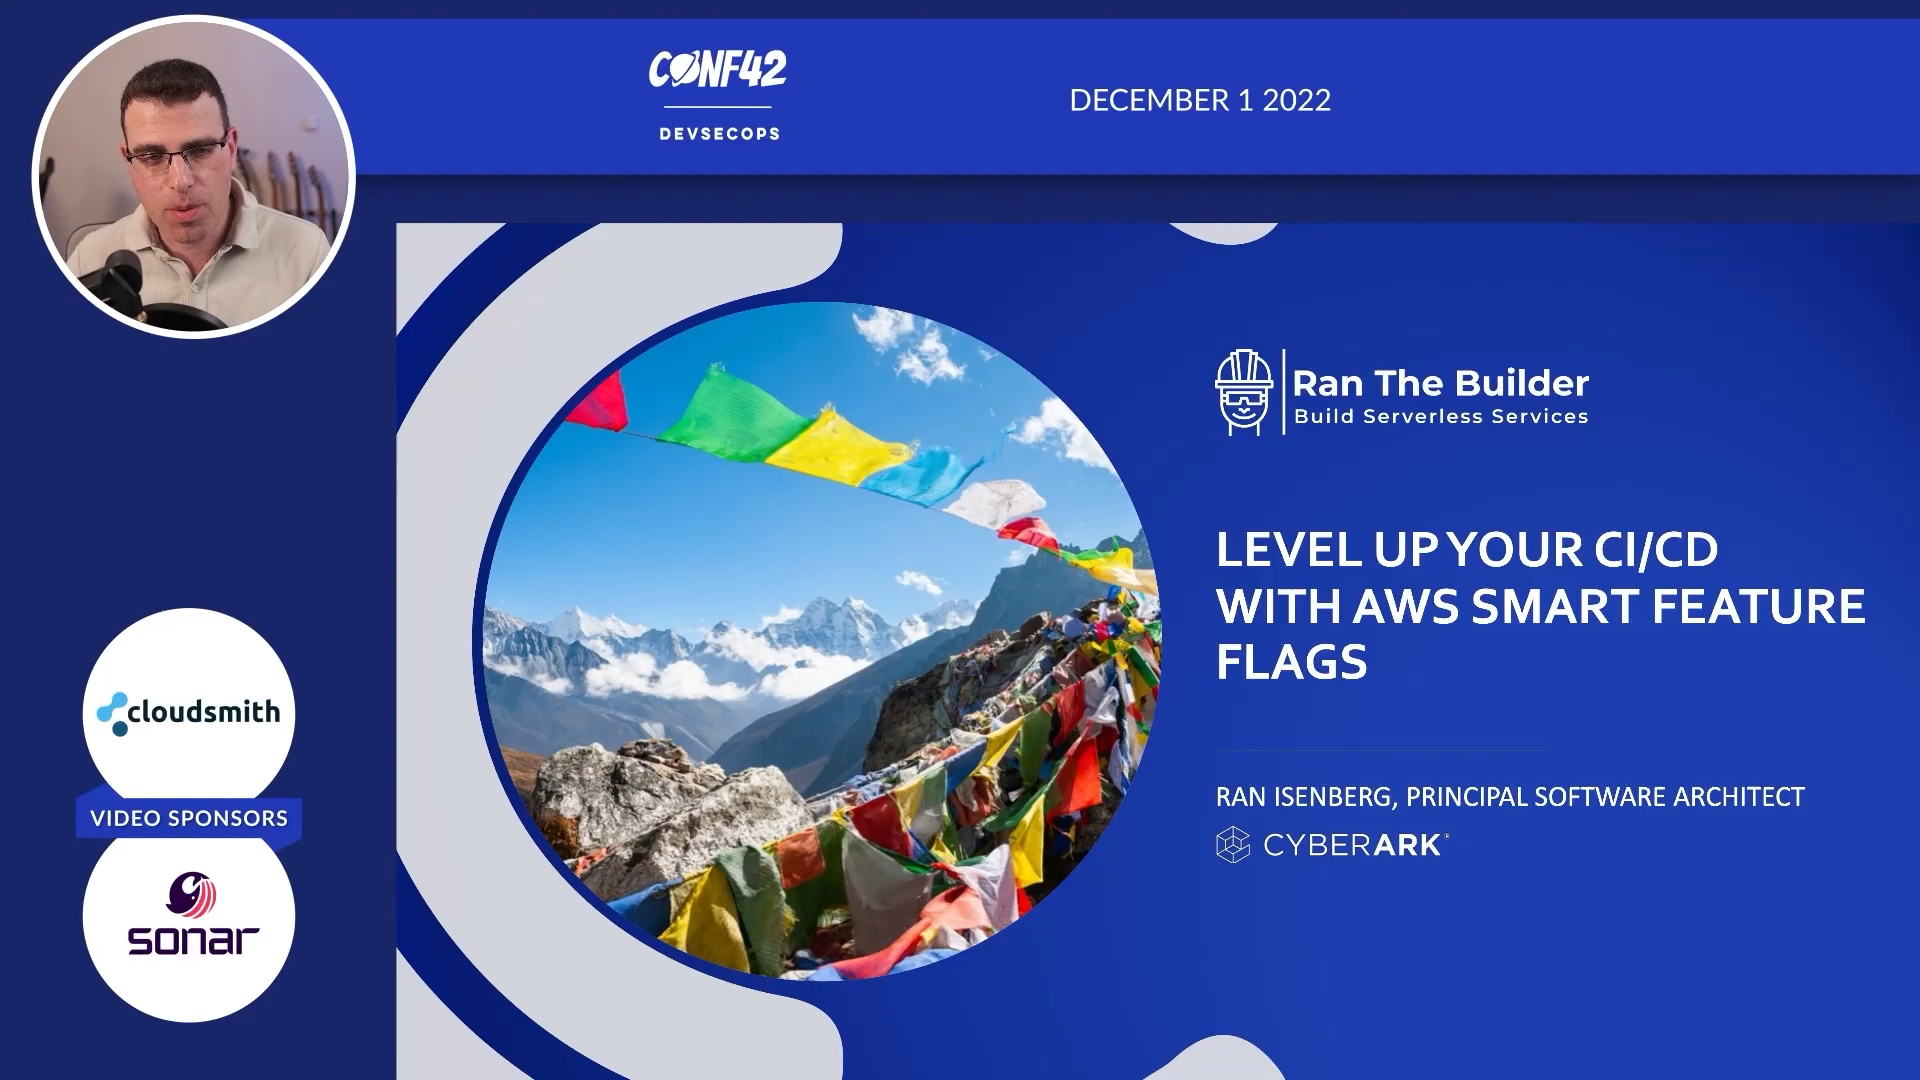 CONF42
DEVSECOPS
DECEMBER 1 2022
Ran The Builder
Build Serverless Services
LEVEL UP YOUR CI/CD
WITH AWS SMART FEATURE
FLAGS
RAN ISENBERG, PRINCIPAL SOFTWARE ARCHITECT
CYBERARK®
cloudsmith
VIDEO SPONSORS
sonar